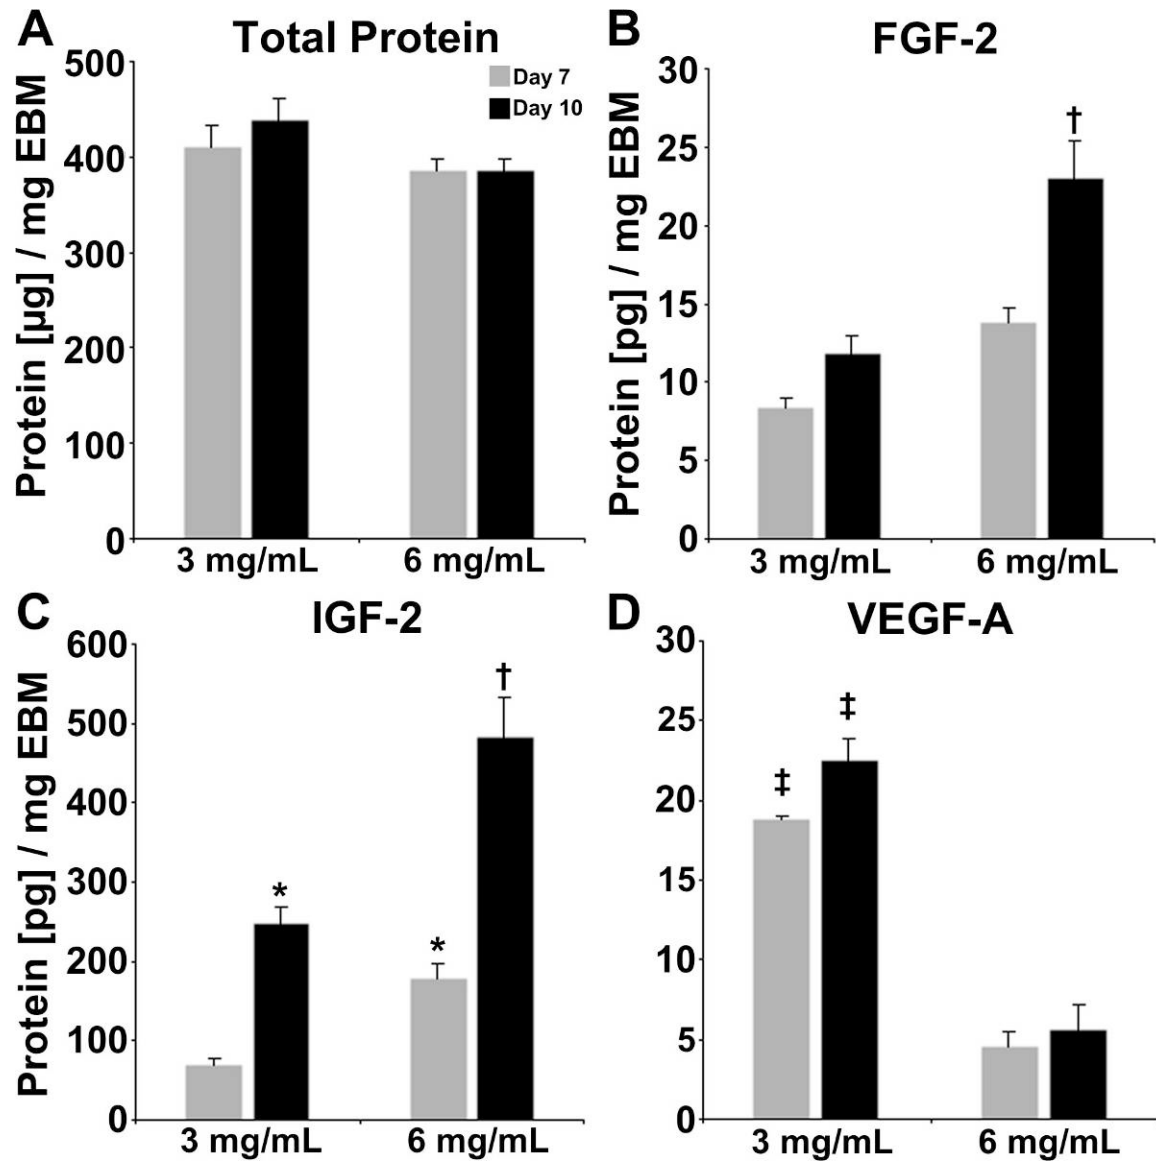 A
Total Protein
Protein [µg] / mg EBM
500
400
300
200
100
0
Day 7
Day 10
3 mg/mL
6 mg/mL
B
FGF-2
Protein [pg] / mg EBM
30
25
20
15
10
5
0
†
3 mg/mL
6 mg/mL
C
IGF-2
Protein [pg] / mg EBM
600
500
400
300
200
100
0
*
*
†
3 mg/mL
6 mg/mL
D
VEGF-A
30
25
20
15
10
5
0
‡
‡
3 mg/mL
6 mg/mL